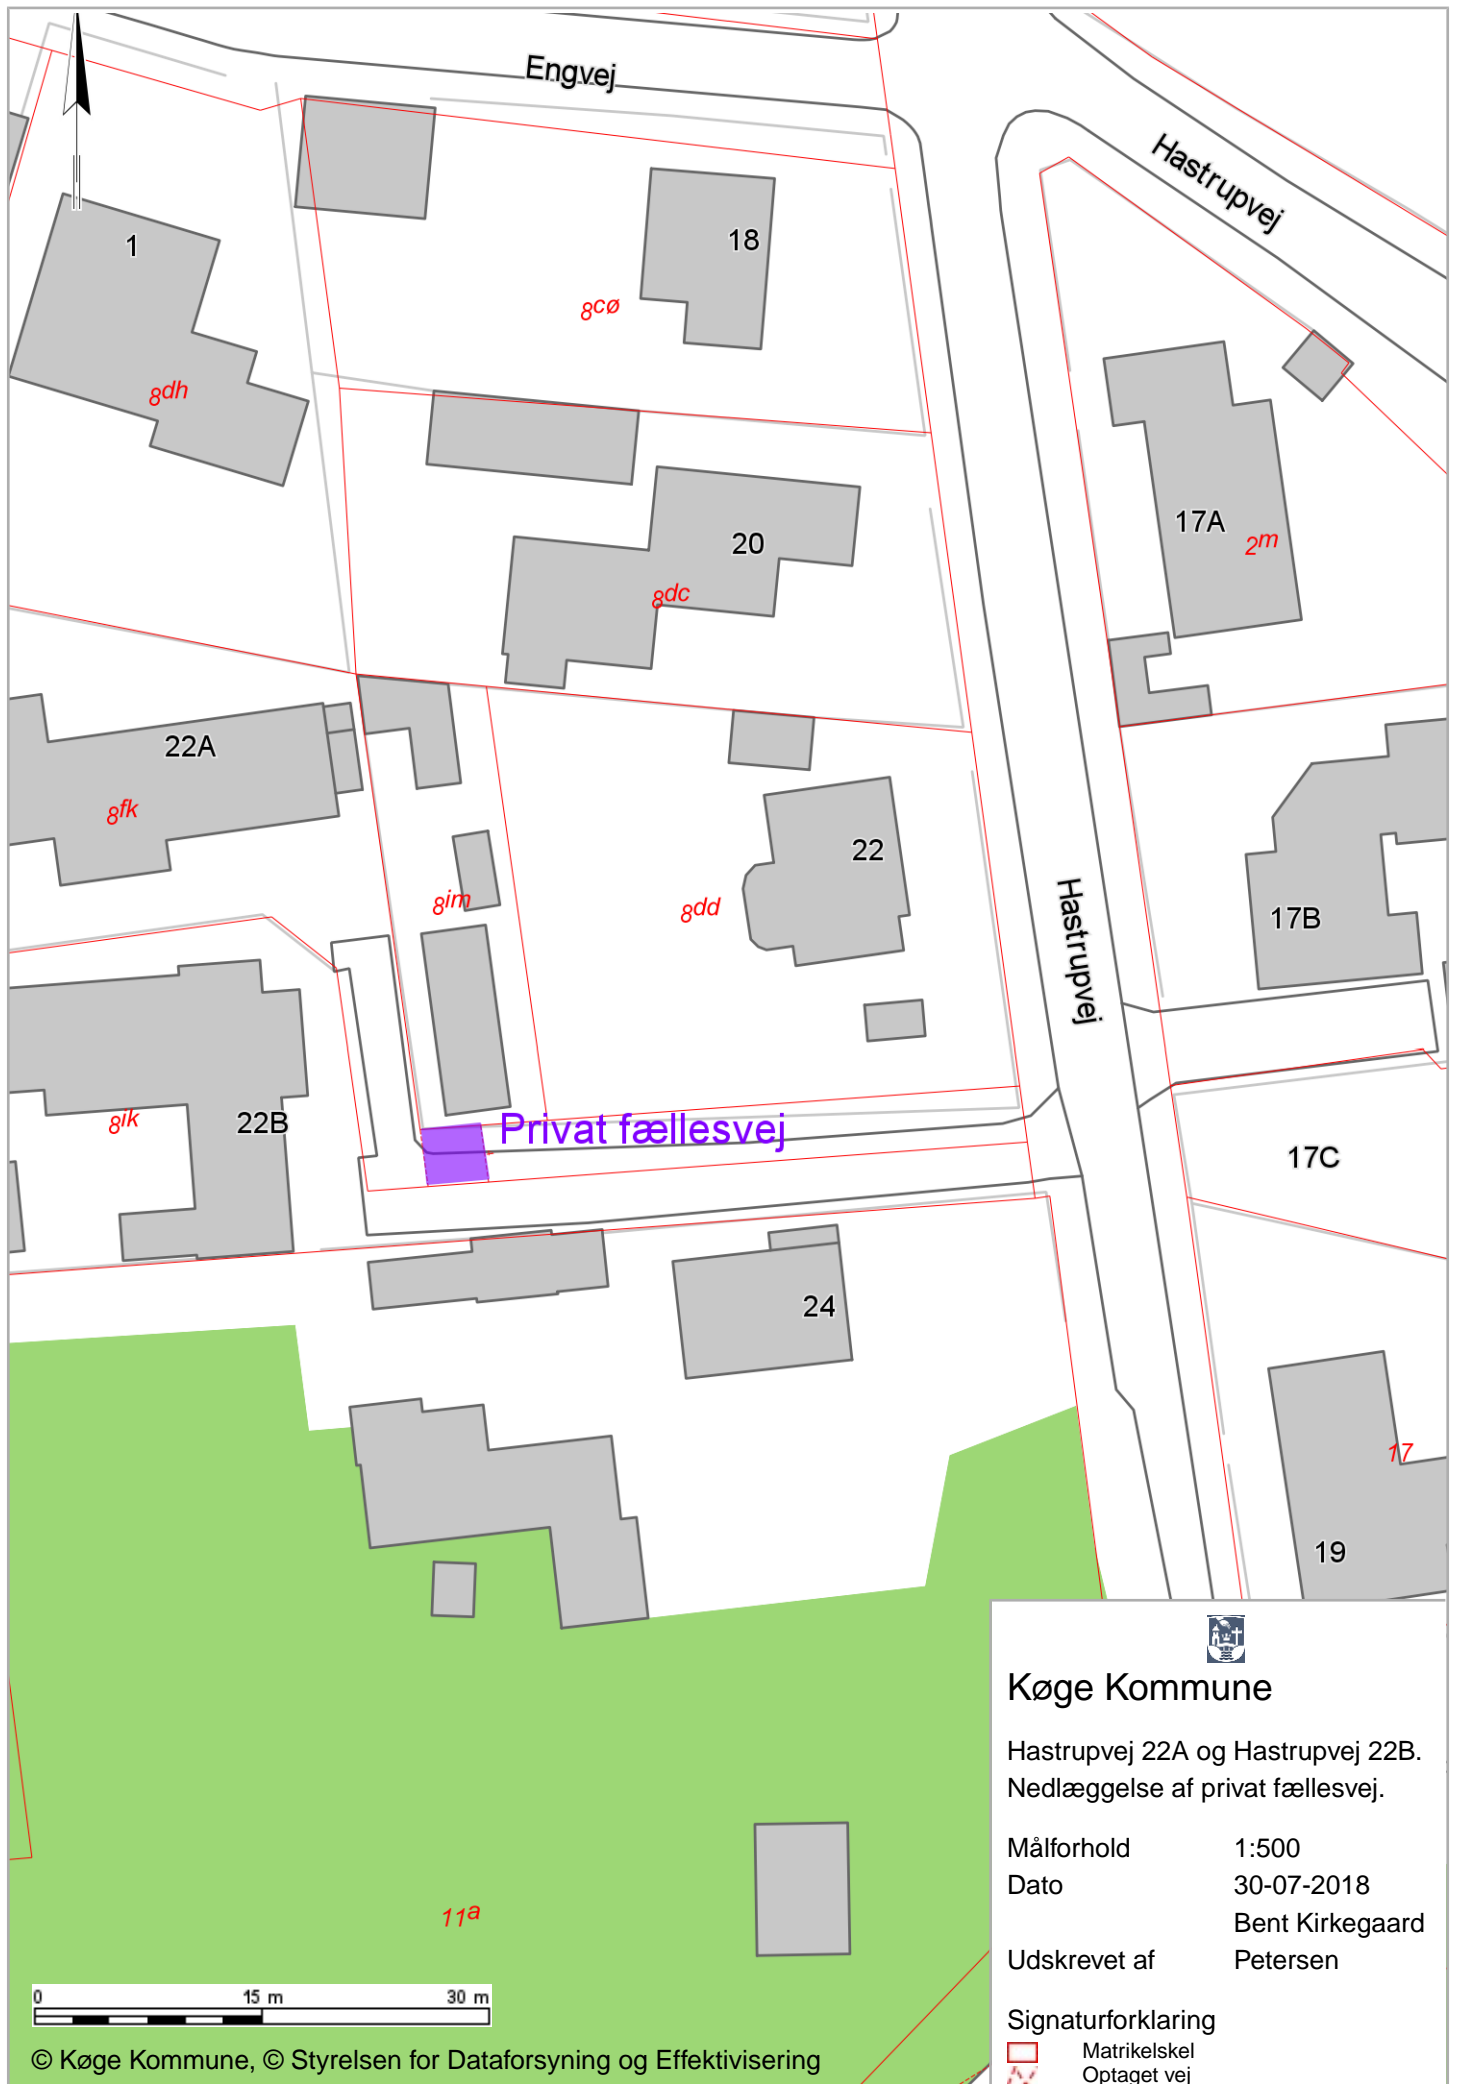 Engvej
Hastrupvej
1
18
8cø
8dh
17A
2m
20
8dc
22A
8fk
22
8im
8dd
17B
Hastrupvej
8ik
22B
Privat fællesvej
17C
24
17
19
11a
Køge Kommune
Hastrupvej 22A og Hastrupvej 22B.
Nedlæggelse af privat fællesvej.
Målforhold 1:500
Dato 30-07-2018
Bent Kirkegaard
Udskrevet af Petersen
Signaturforklaring
Matrikelskel
Optaget vej
0 15 m 30 m
© Køge Kommune, © Styrelsen for Dataforsyning og Effektivisering